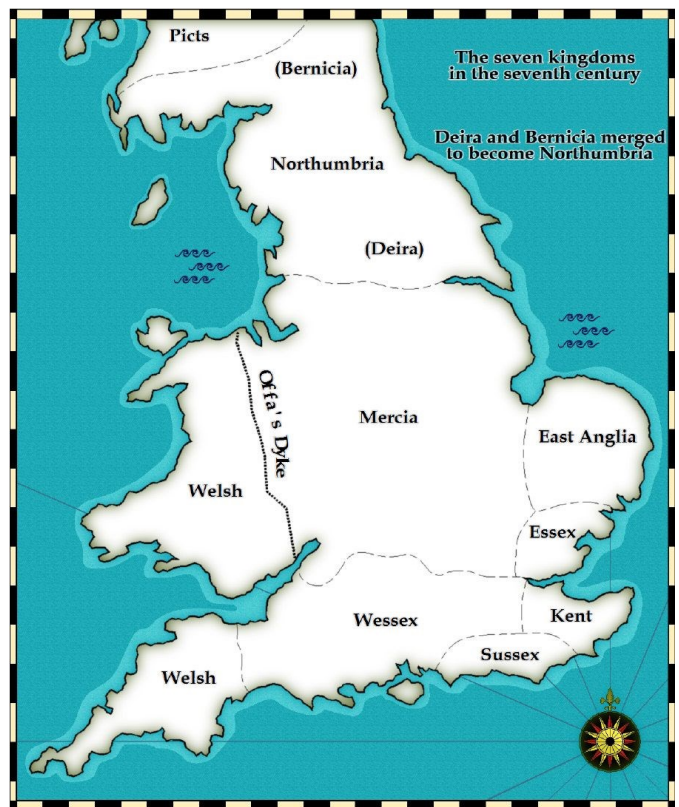 Picts
The seven kingdoms
in the seventh century
(Bernicia)
Deira and Bernicia merged
to become Northumbria
Northumbria
(Deira)
Offa's Dyke
Mercia
East Anglia
Welsh
Essex
Wessex
Kent
Sussex
Welsh